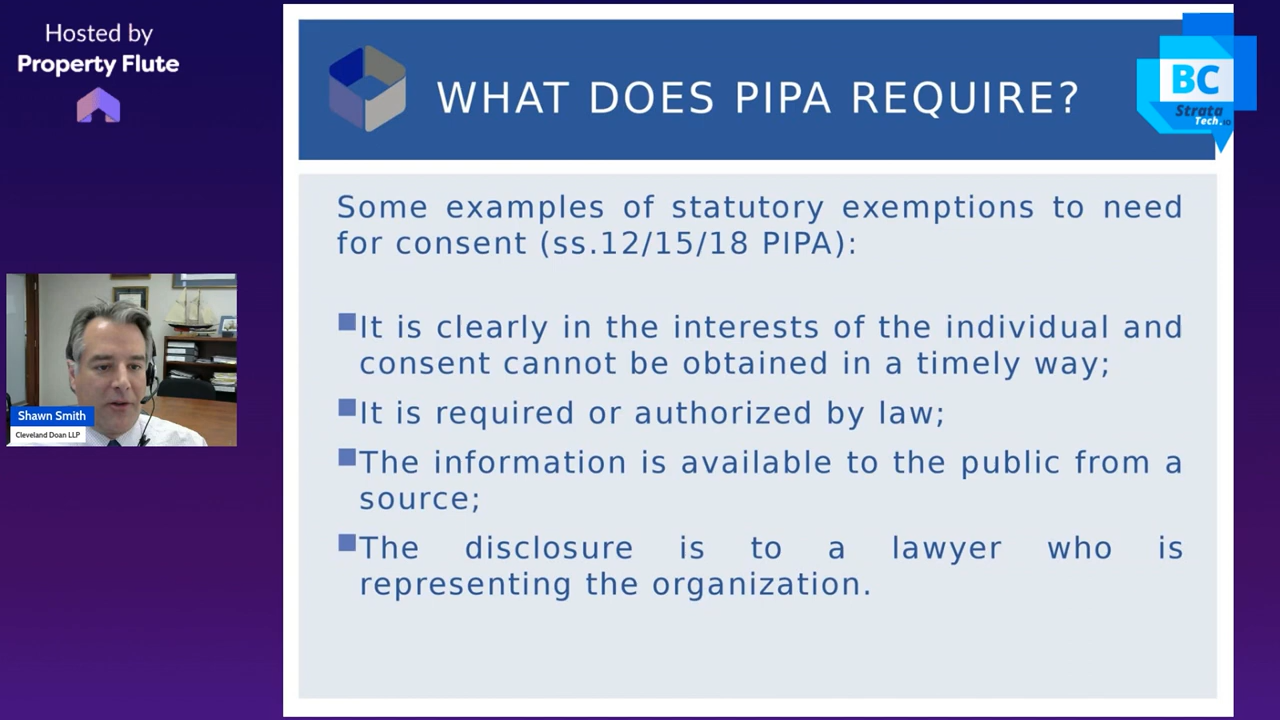 Hosted by
Property Flute
WHAT DOES PIPA REQUIRE?
BC
Strata
Tech.io
Some examples of statutory exemptions to need
for consent (ss.12/15/18 PIPA):
It is clearly in the interests of the individual and
consent cannot be obtained in a timely way;
It is required or authorized by law;
The information is available to the public from a
source;
The disclosure is to a lawyer who is
representing the organization.
Shawn Smith
Cleveland Doan LLP